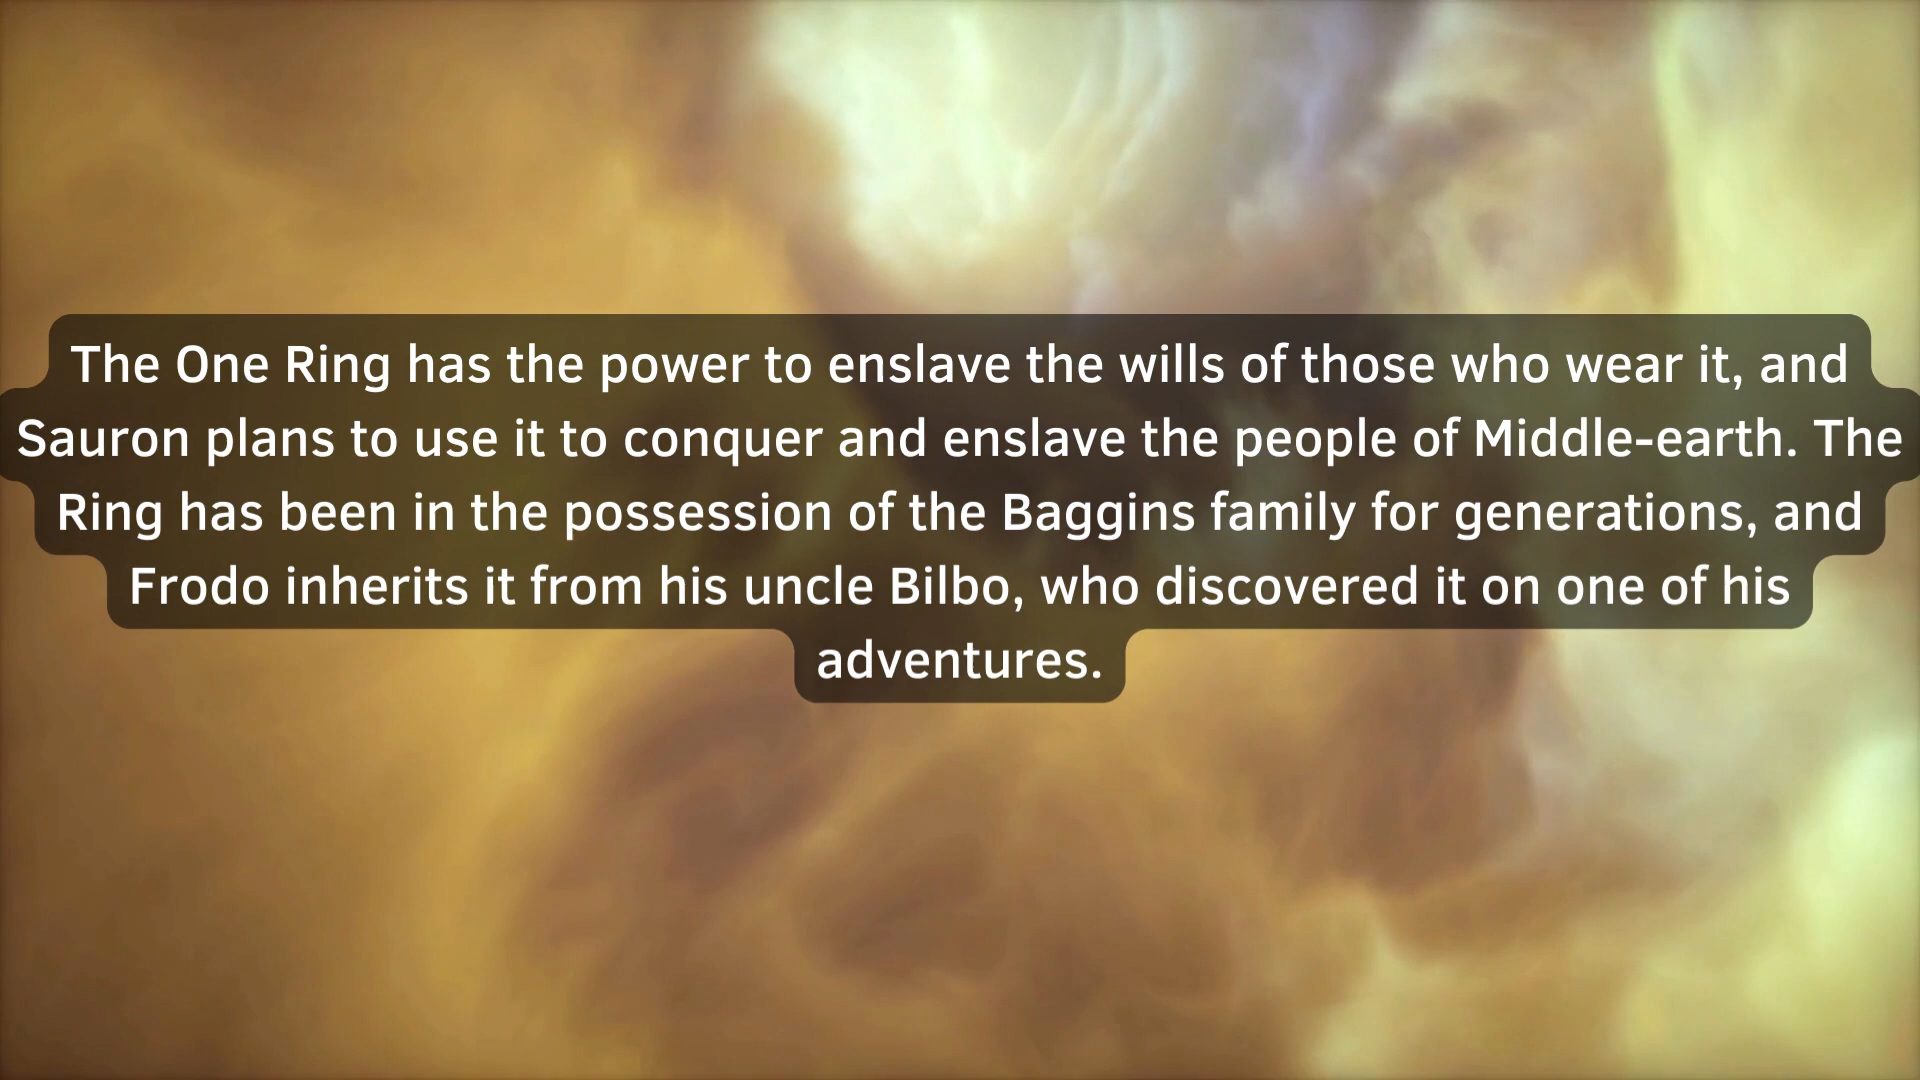 The One Ring has the power to enslave the wills of those who wear it, and
Sauron plans to use it to conquer and enslave the people of Middle-earth. The
Ring has been in the possession of the Baggins family for generations, and
Frodo inherits it from his uncle Bilbo, who discovered it on one of his
adventures.